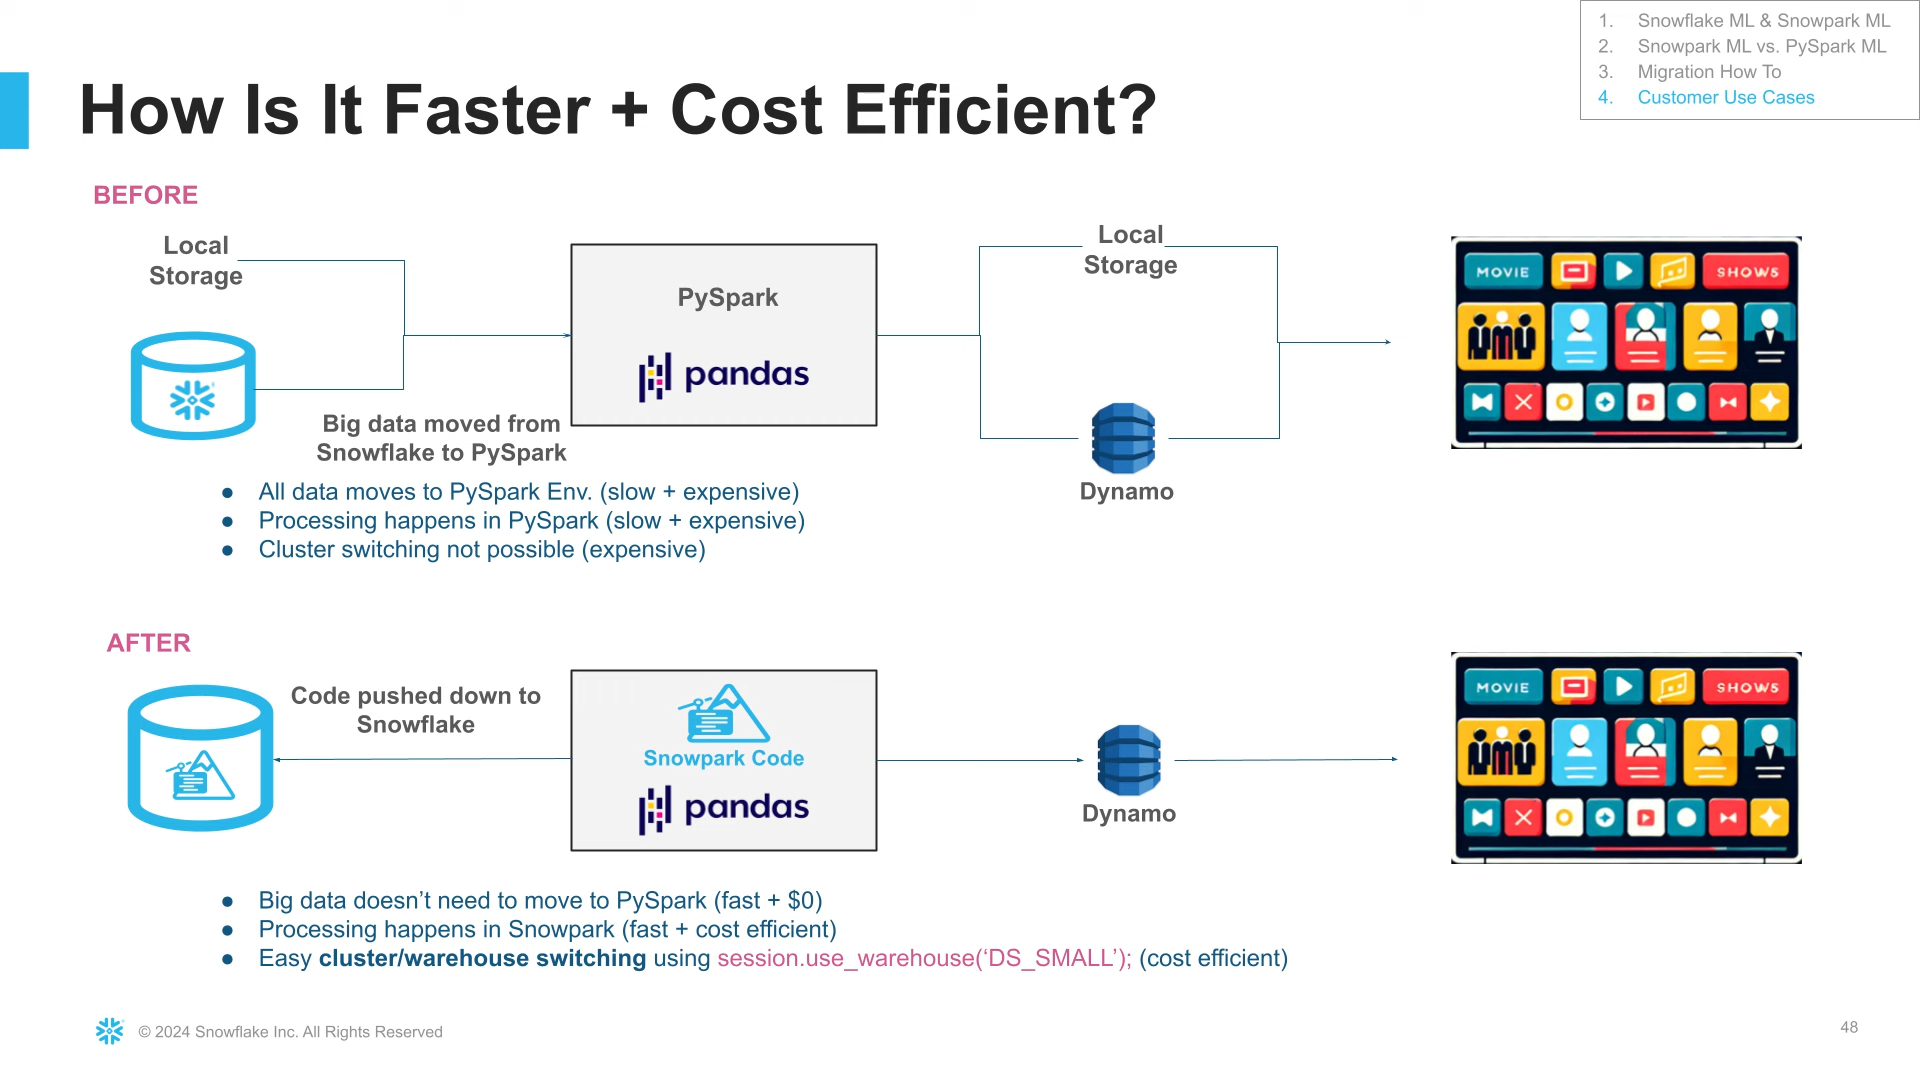 1. Snowflake ML & Snowpark ML
2. Snowpark ML vs. PySpark ML
3. Migration How To
4. Customer Use Cases
How Is It Faster + Cost Efficient?
BEFORE
Local
Storage
PySpark
pandas
Big data moved from
Snowflake to PySpark
Local
Storage
Dynamo
MOVIE
SHOWS
● All data moves to PySpark Env. (slow + expensive)
● Processing happens in PySpark (slow + expensive)
● Cluster switching not possible (expensive)
AFTER
Code pushed down to
Snowflake
Snowpark Code
pandas
Dynamo
MOVIE
SHOWS
● Big data doesn’t need to move to PySpark (fast + $0)
● Processing happens in Snowpark (fast + cost efficient)
● Easy cluster/warehouse switching using session.use_warehouse(‘DS_SMALL’); (cost efficient)
© 2024 Snowflake Inc. All Rights Reserved
48